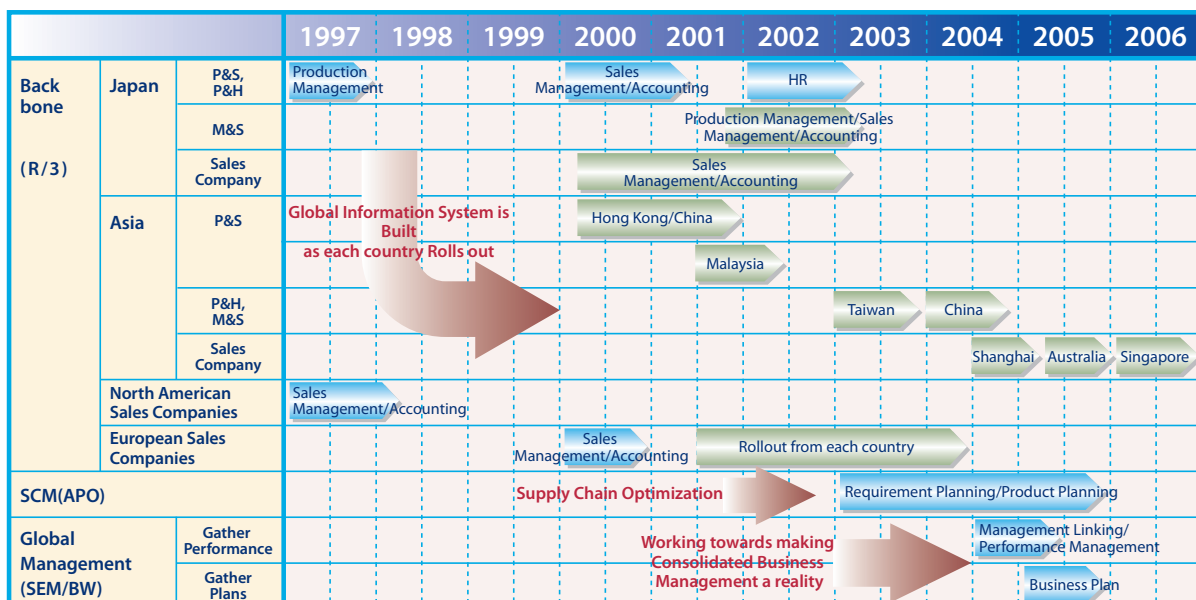 1997 1998 1999 2000 2001 2002 2003 2004 2005 2006
Back
bone
(R/3)
Japan
P&S,
P&H
Production
Management
Sales
Management/Accounting
HR
M&S
Production Management/Sales
Management/Accounting
Sales
Company
Sales
Management/Accounting
Asia
P&S
Global Information System is
Built
as each country Rolls out
Hong Kong/China
Malaysia
P&H,
M&S
Taiwan
China
Sales
Company
Shanghai
Australia
Singapore
North American
Sales Companies
Sales
Management/Accounting
European Sales
Companies
Sales
Management/Accounting
Rollout from each country
SCM(APO)
Supply Chain Optimization
Requirement Planning/Product Planning
Global
Management
(SEM/BW)
Gather
Performance
Working towards making
Consolidated Business
Management a reality
Management Linking/
Performance Management
Gather
Plans
Business Plan